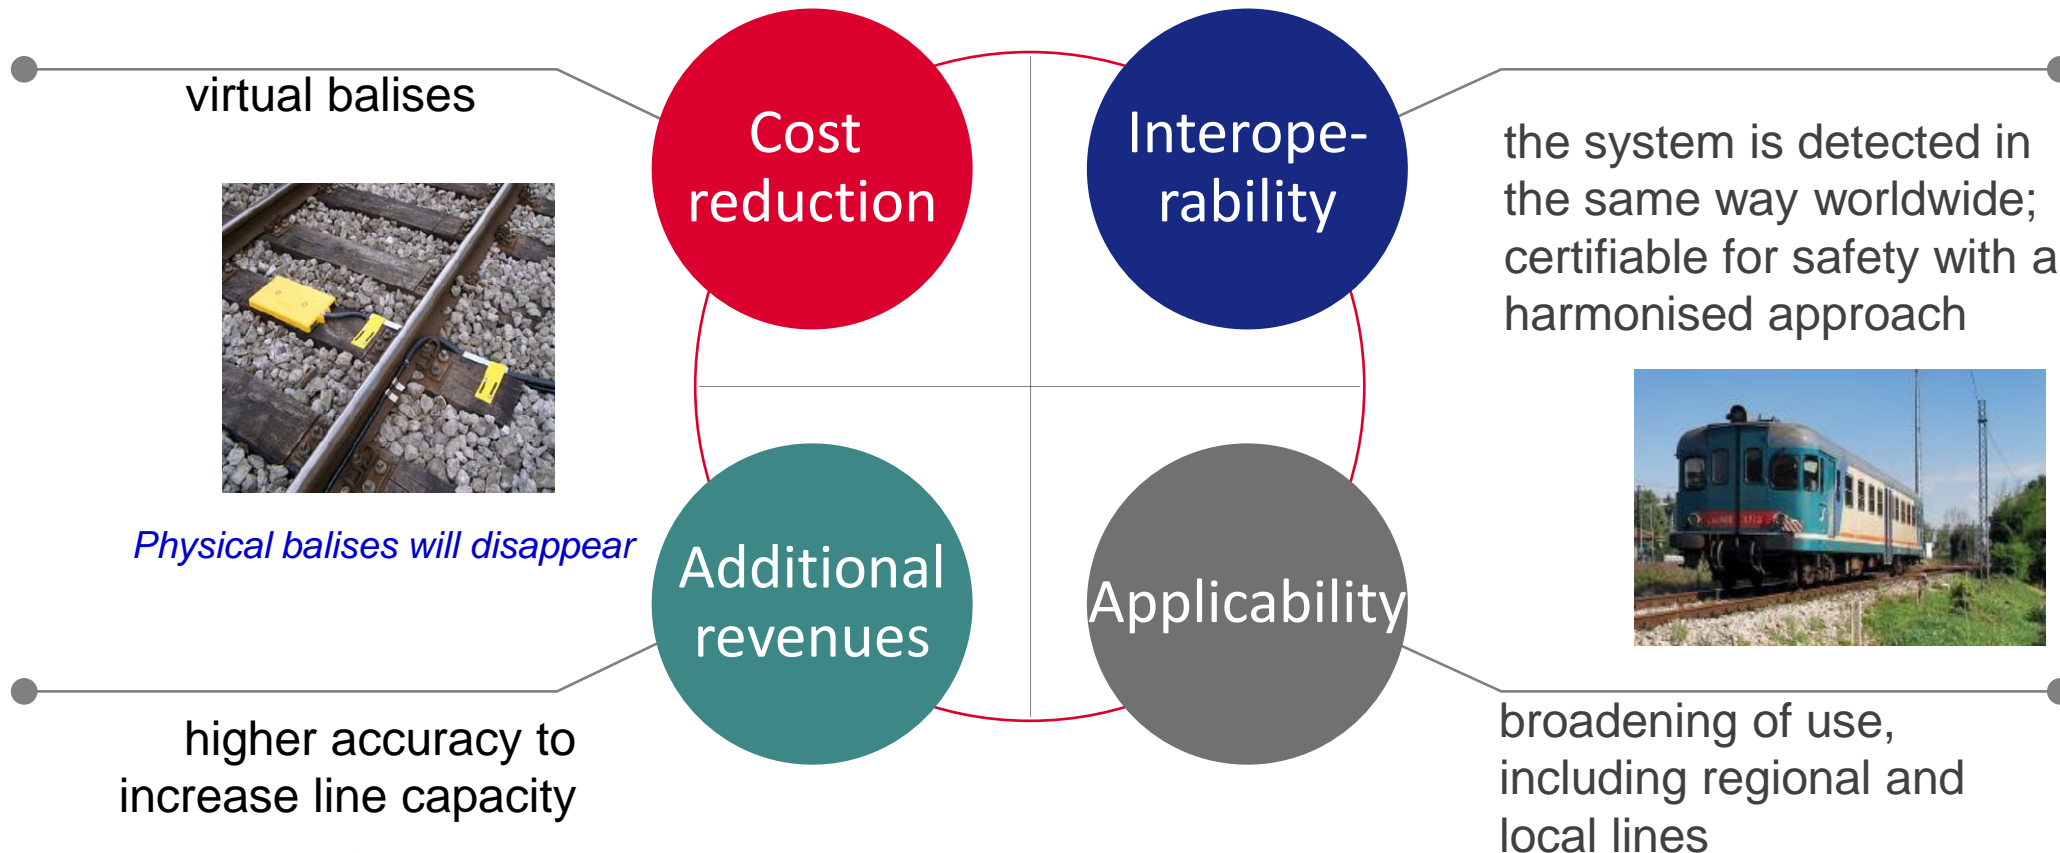 virtual balises
Cost
reduction
Interope-
rability
the system is detected in
the same way worldwide;
certifiable for safety with a
harmonised approach
Physical balises will disappear
Additional
revenues
Applicability
higher accuracy to
increase line capacity
broadening of use,
including regional and
local lines